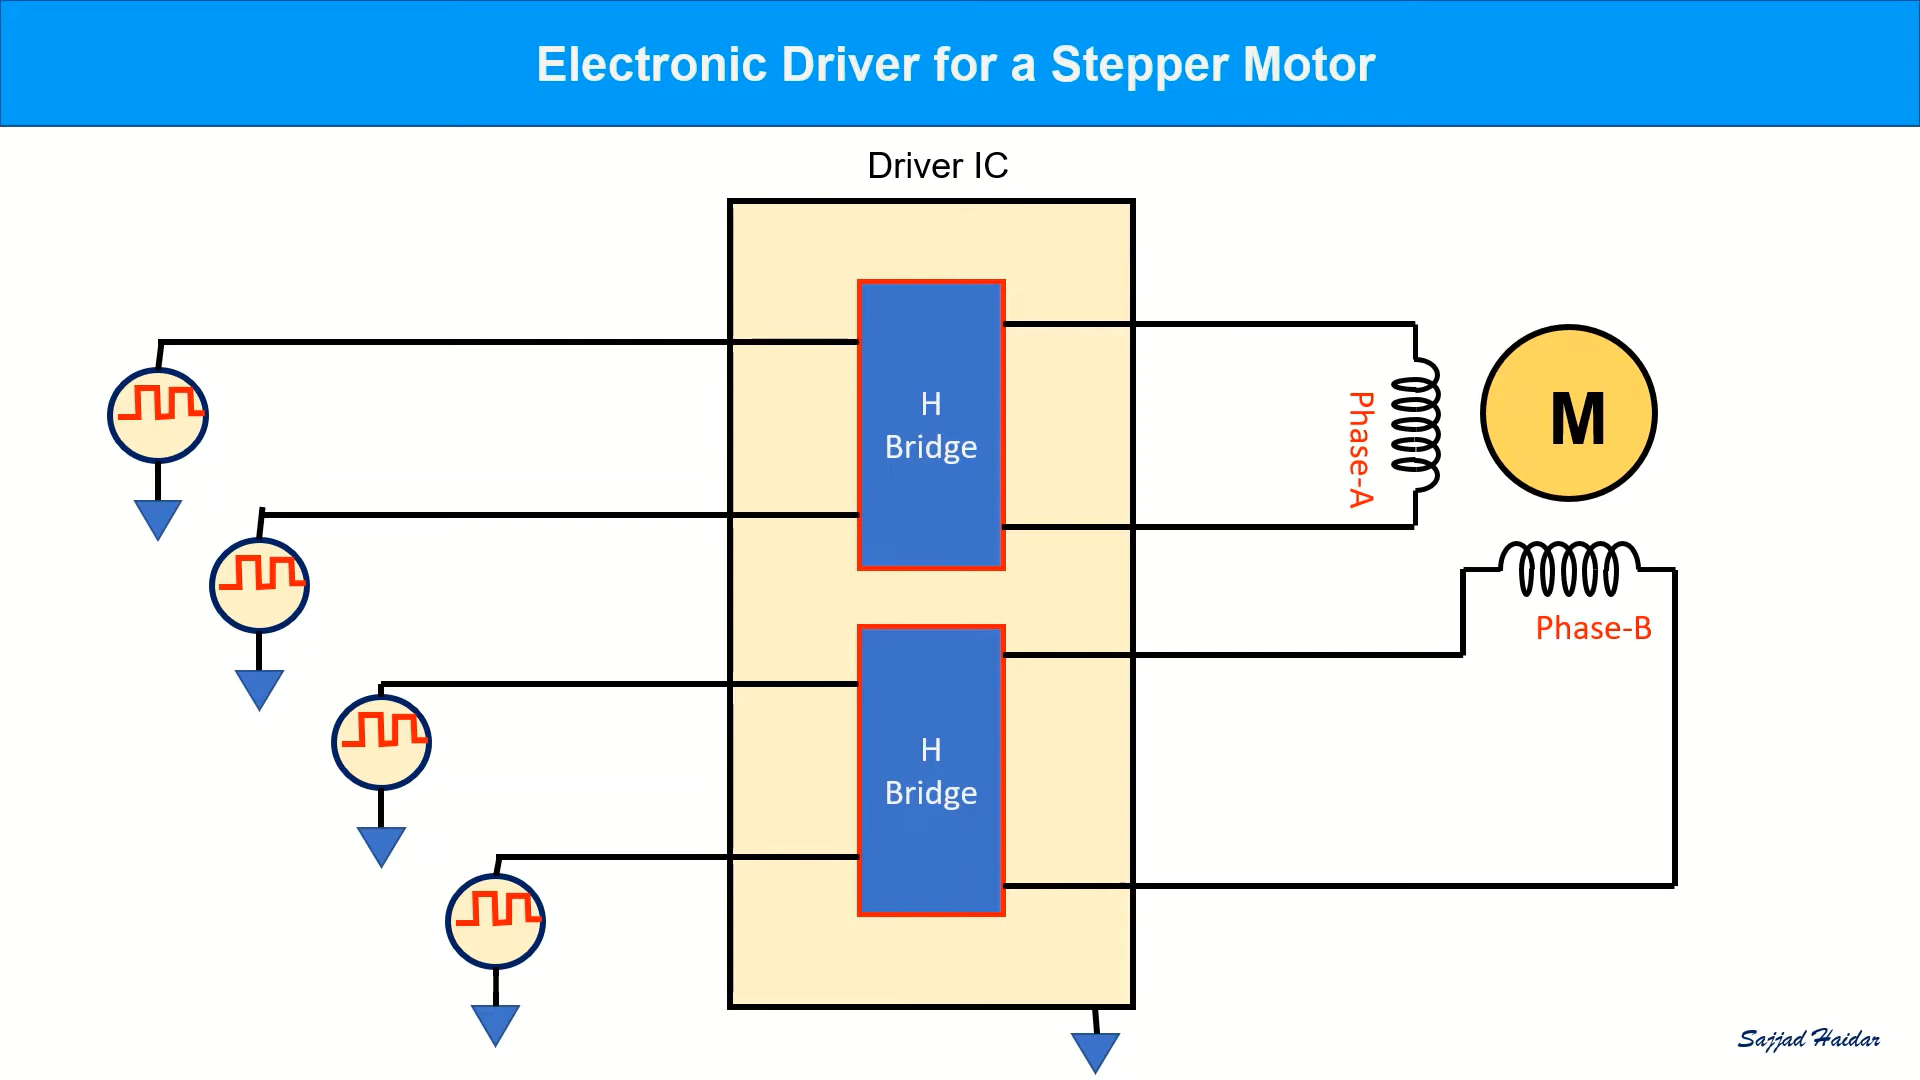 Electronic Driver for a Stepper Motor
Driver IC
H
Bridge
Phase-A
M
Phase-B
H
Bridge
Sajjad Haidar